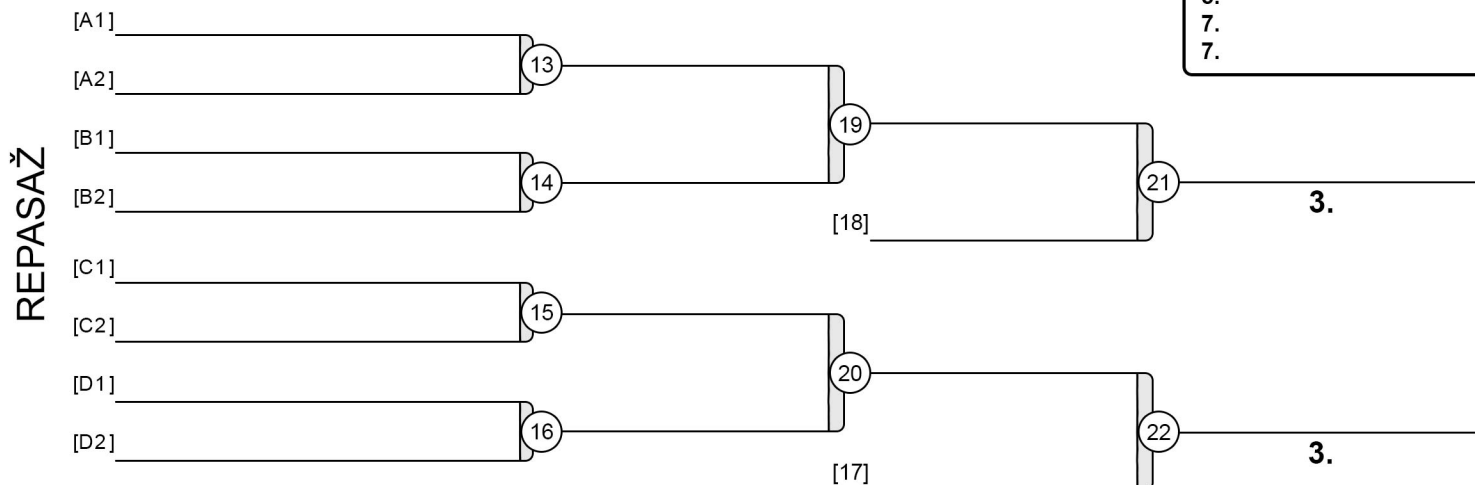 7.
7.
REPASAŽ
[A1]
[A2]
13
[B1]
[B2]
14
19
[18]
21
3.
[C1]
[C2]
15
[D1]
[D2]
16
20
[17]
22
3.